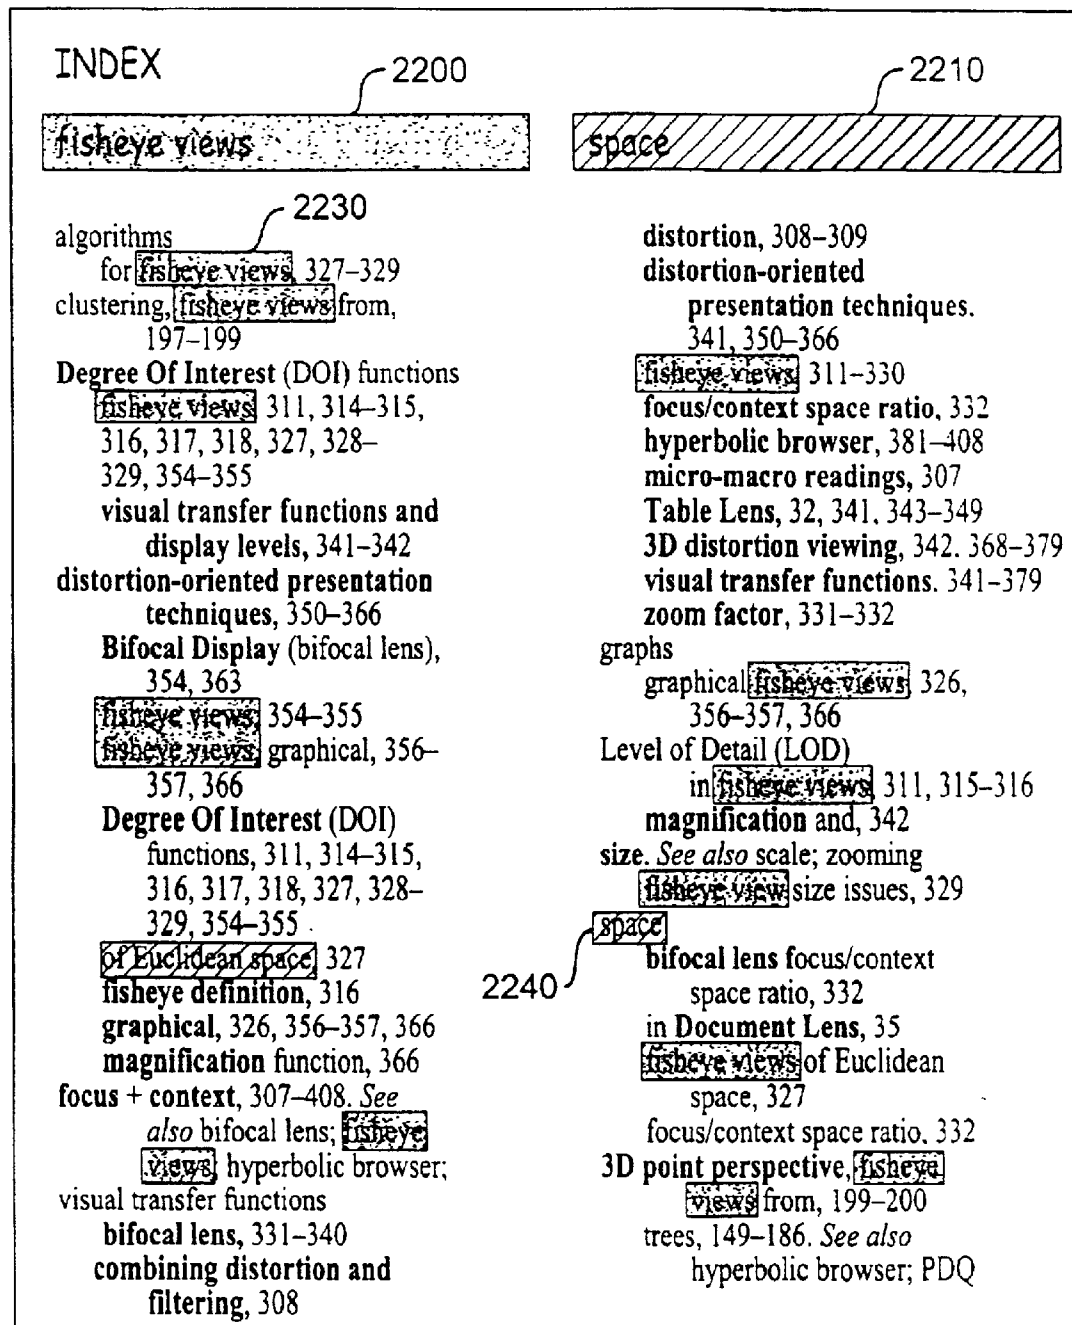 INDEX
2200
2210
fisheye views
space
2230
algorithms
for fisheye views, 327–329
clustering, fisheye views from,
197–199
Degree Of Interest (DOI) functions
fisheye views, 311, 314–315,
316, 317, 318, 327, 328–
329, 354–355
visual transfer functions and
display levels, 341–342
distortion-oriented presentation
techniques, 350–366
Bifocal Display (bifocal lens),
354, 363
fisheye views, 354–355
fisheye views, graphical, 356–
357, 366
Degree Of Interest (DOI)
functions, 311, 314–315,
316, 317, 318, 327, 328–
329, 354–355
of Euclidean space, 327
fisheye definition, 316
graphical, 326, 356–357, 366
magnification function, 366
focus + context, 307–408. See
also bifocal lens; fisheye
views; hyperbolic browser;
visual transfer functions
bifocal lens, 331–340
combining distortion and
filtering, 308
distortion, 308–309
distortion-oriented
presentation techniques.
341, 350–366
fisheye views, 311–330
focus/context space ratio, 332
hyperbolic browser, 381–408
micro-macro readings, 307
Table Lens, 32, 341, 343–349
3D distortion viewing, 342. 368–379
visual transfer functions. 341–379
zoom factor, 331–332
graphs
graphical fisheye views, 326,
356–357, 366
Level of Detail (LOD)
in fisheye views, 311, 315–316
magnification and, 342
size. See also scale; zooming
fisheye view size issues, 329
space
2240
bifocal lens focus/context
space ratio, 332
in Document Lens, 35
fisheye views of Euclidean
space, 327
focus/context space ratio, 332
3D point perspective, fisheye
views from, 199–200
trees, 149–186. See also
hyperbolic browser; PDQ